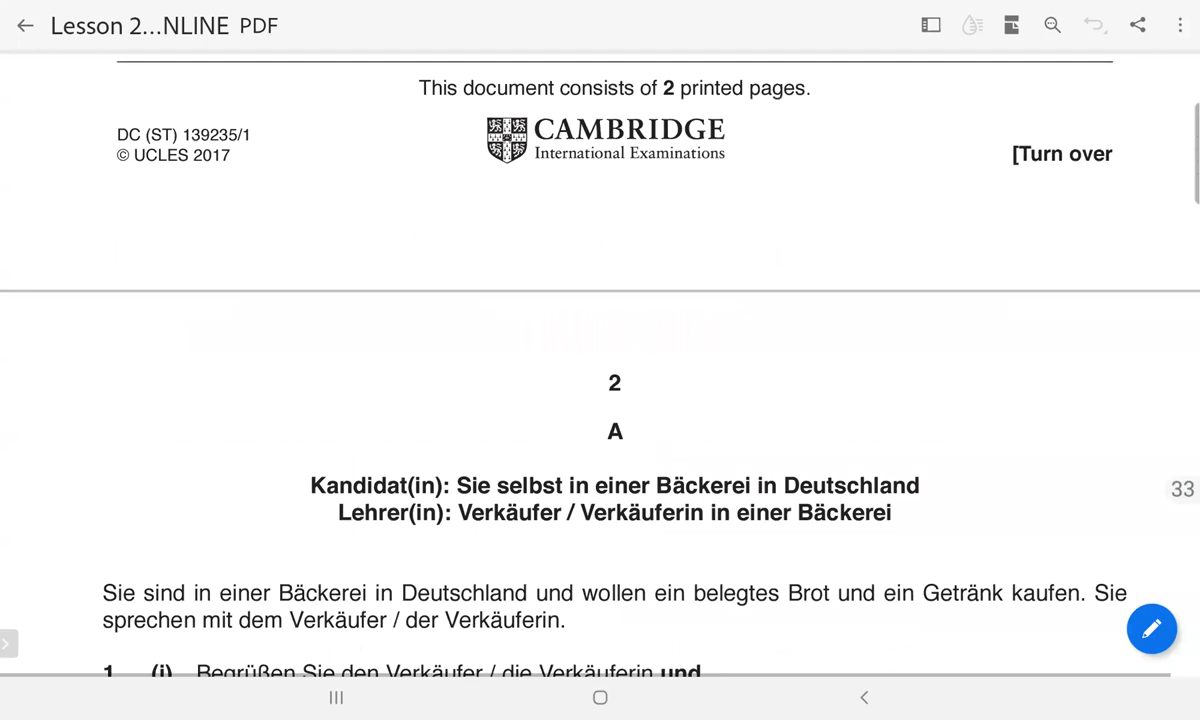 Lesson 2...NLINE PDF
This document consists of 2 printed pages.
DC (ST) 139235/1
© UCLES 2017
CAMBRIDGE
International Examinations
[Turn over
2
A
Kandidat(in): Sie selbst in einer Bäckerei in Deutschland
Lehrer(in): Verkäufer / Verkäuferin in einer Bäckerei
33
Sie sind in einer Bäckerei in Deutschland und wollen ein belegtes Brot und ein Getränk kaufen. Sie
sprechen mit dem Verkäufer / der Verkäuferin.
1 (i) Begrüßen Sie den Verkäufer / die Verkäuferin und